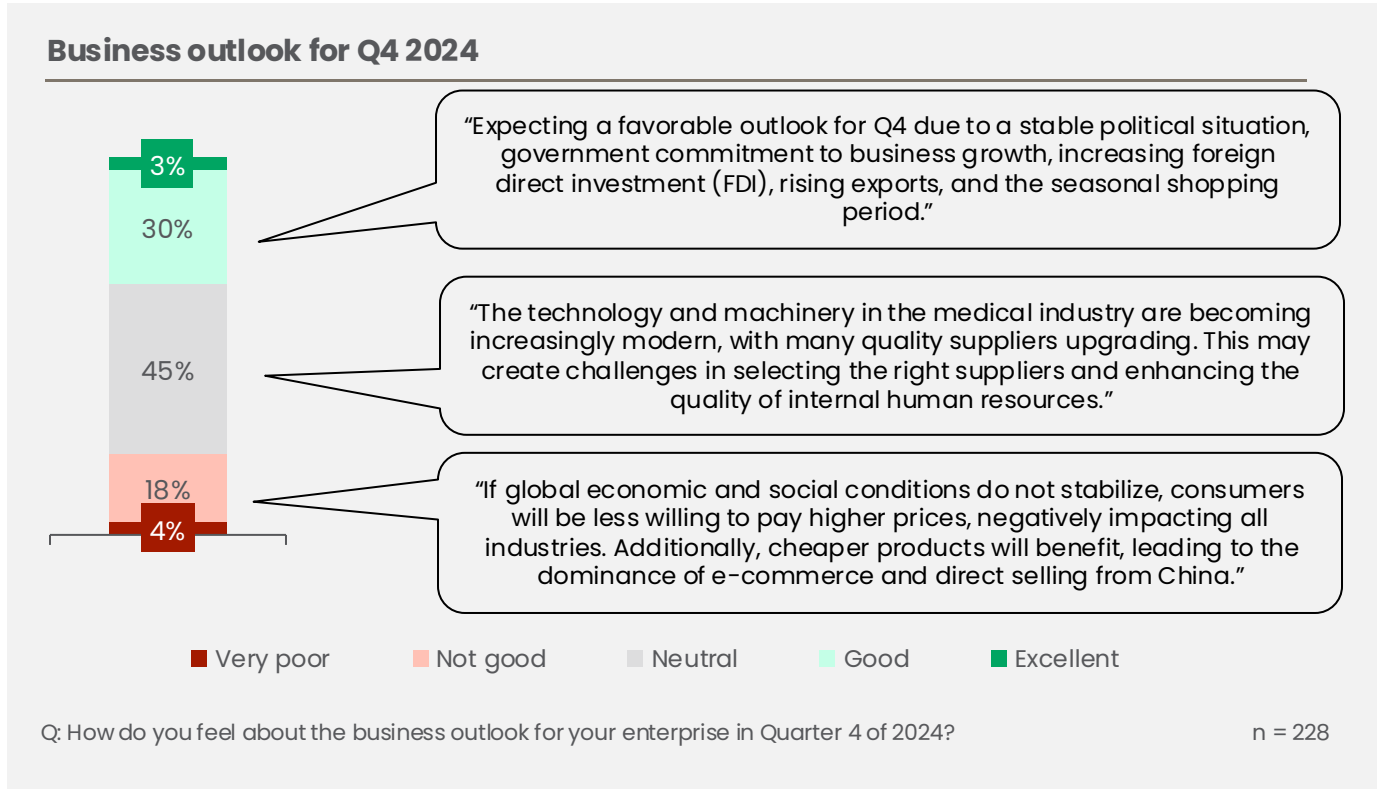 Business outlook for Q4 2024
3%
30%
45%
18%
4%
“Expecting a favorable outlook for Q4 due to a stable political situation,
government commitment to business growth, increasing foreign
direct investment (FDI), rising exports, and the seasonal shopping
period.”
“The technology and machinery in the medical industry are becoming
increasingly modern, with many quality suppliers upgrading. This may
create challenges in selecting the right suppliers and enhancing the
quality of internal human resources.”
“If global economic and social conditions do not stabilize, consumers
will be less willing to pay higher prices, negatively impacting all
industries. Additionally, cheaper products will benefit, leading to the
dominance of e-commerce and direct selling from China.”
Very poor Not good Neutral Good Excellent
Q: How do you feel about the business outlook for your enterprise in Quarter 4 of 2024? n = 228